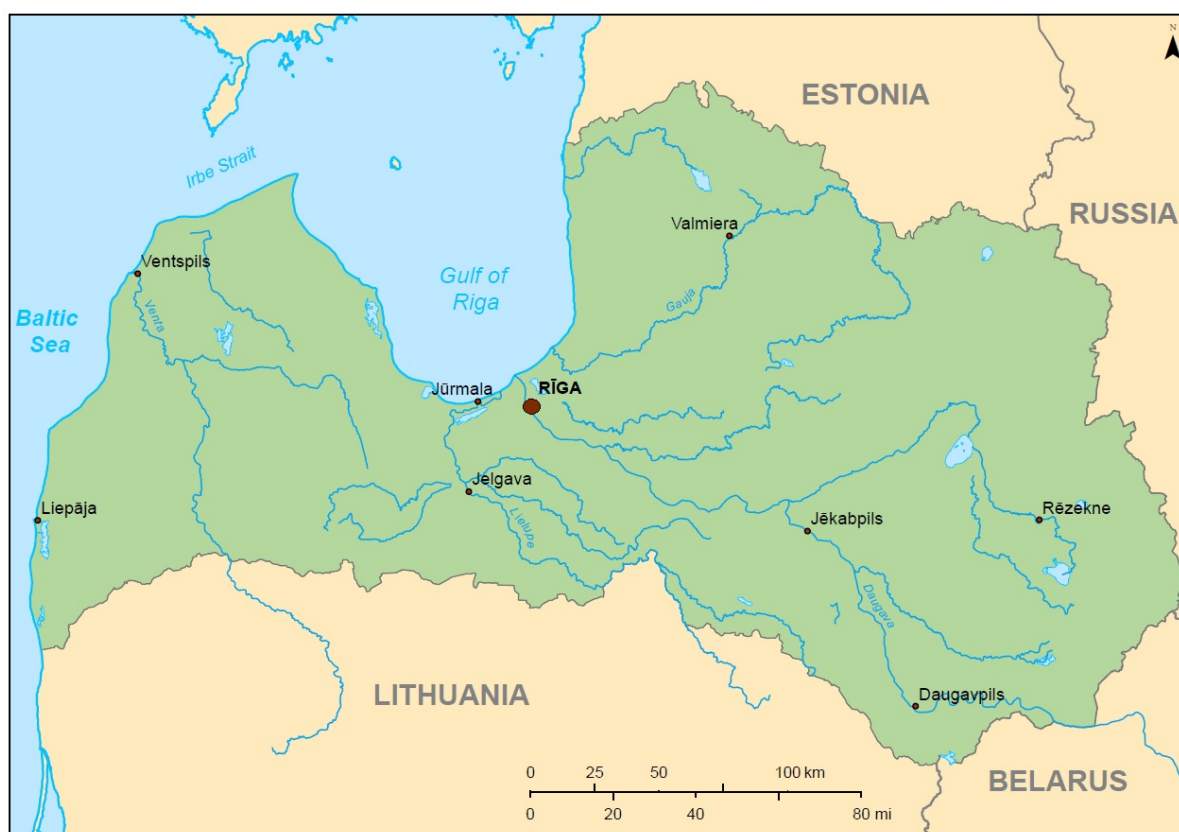 N
ESTONIA
Irbe Strait
RUSSIA
Valmiera
Ventspils
Gulf of
Riga
Gauja
Venta
Baltic
Sea
Jūrmala
RĪGA
Jelgava
Liepāja
Rēzekne
Lielupe
Jēkabpils
Daugava
LITHUANIA
Daugavpils
BELARUS
0 25 50 100 km
0 20 40 80 mi